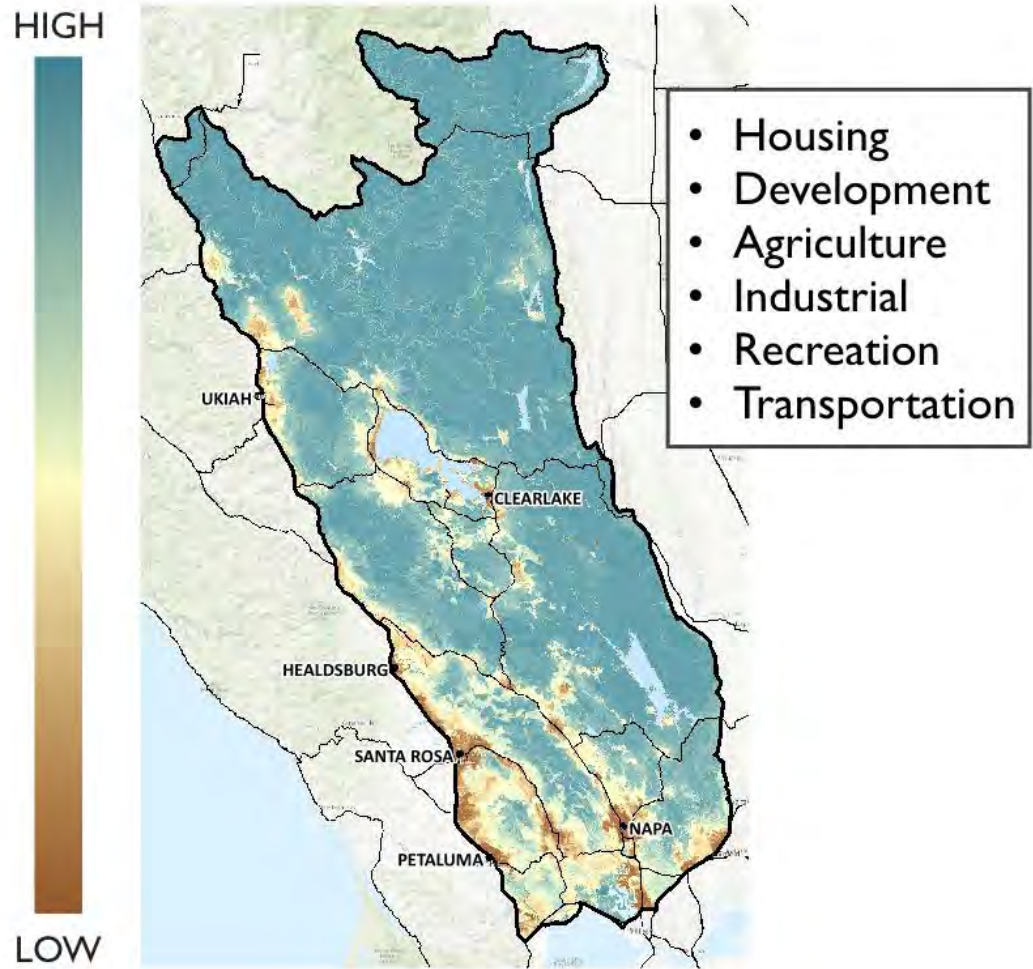 HIGH
LOW
• Housing
• Development
• Agriculture
• Industrial
• Recreation
• Transportation
UKIAH
CLEARLAKE
HEALDSBURG
SANTA ROSA
NAPA
PETALUMA